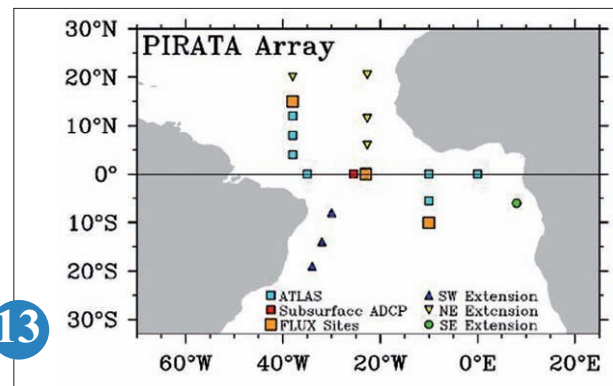 30°N
PIRATA Array
20°N
10°N
0°
10°S
20°S
30°S
ATLAS
Subsurface ADCP
FLUX Sites
SW Extension
NE Extension
SE Extension
60°W 40°W 20°W 0°E 20°E
13